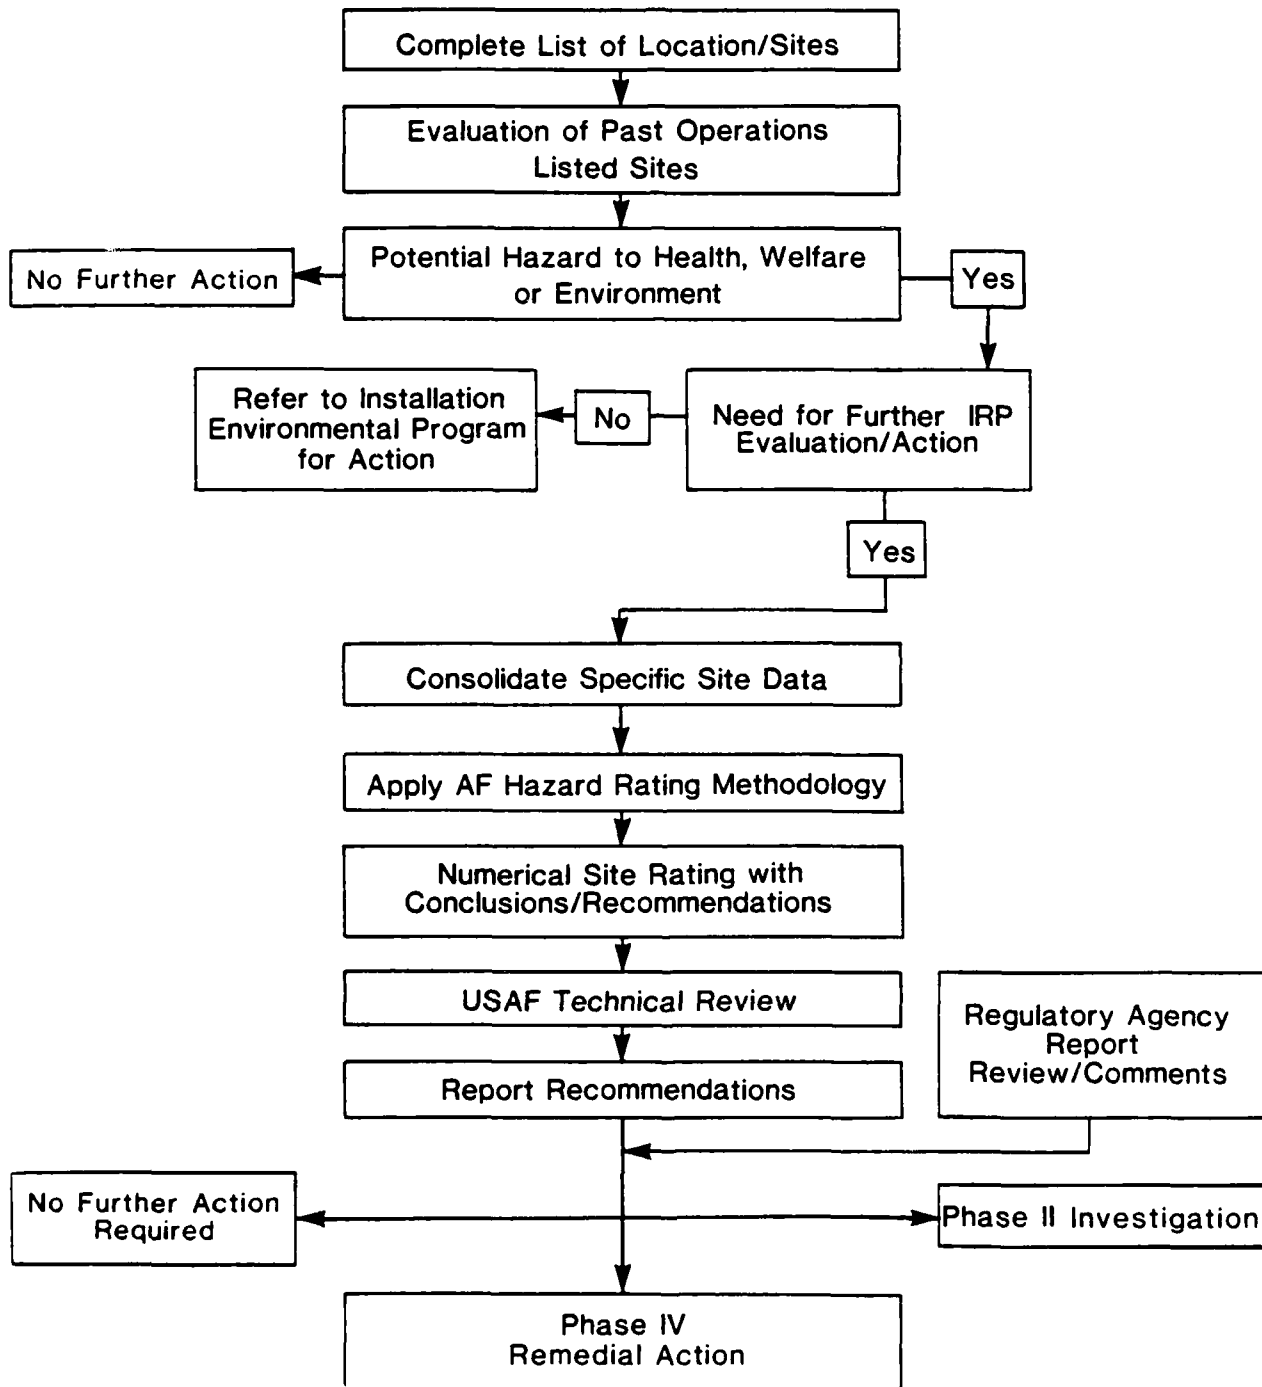 Complete List of Location/Sites
Evaluation of Past Operations
Listed Sites
Potential Hazard to Health, Welfare
or Environment
No Further Action
Yes
Refer to Installation
Environmental Program
for Action
No
Need for Further IRP
Evaluation/Action
Yes
Consolidate Specific Site Data
Apply AF Hazard Rating Methodology
Numerical Site Rating with
Conclusions/Recommendations
USAF Technical Review
Regulatory Agency
Report
Review/Comments
Report Recommendations
No Further Action
Required
Phase II Investigation
Phase IV
Remedial Action